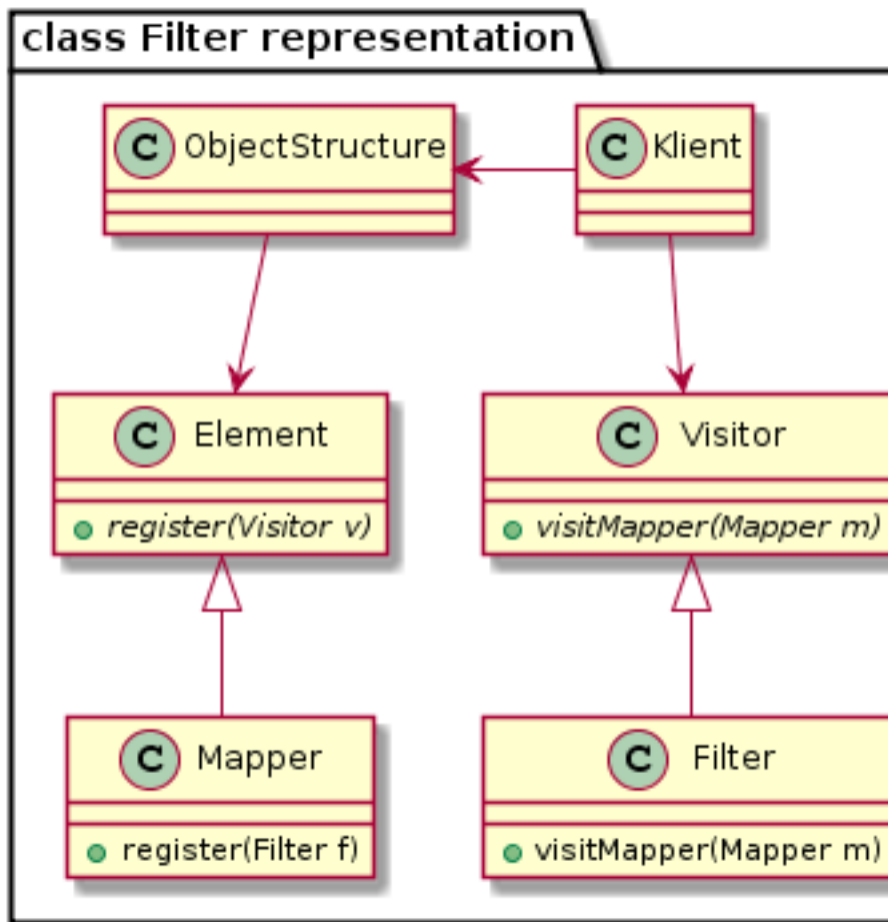 class Filter representation
C ObjectStructure
C Klient
C Element
register(Visitor v)
C Visitor
visitMapper(Mapper m)
C Mapper
register(Filter f)
C Filter
visitMapper(Mapper m)